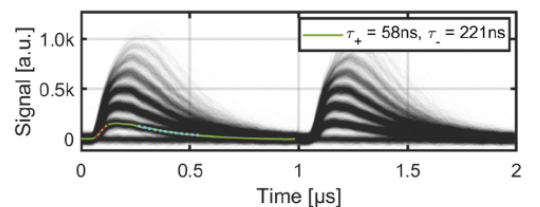 τ+ = 58ns, τ- = 221ns
Signal [a.u.]
1.0k
0.5k
0
0
0.5
1
1.5
2
Time [µs]